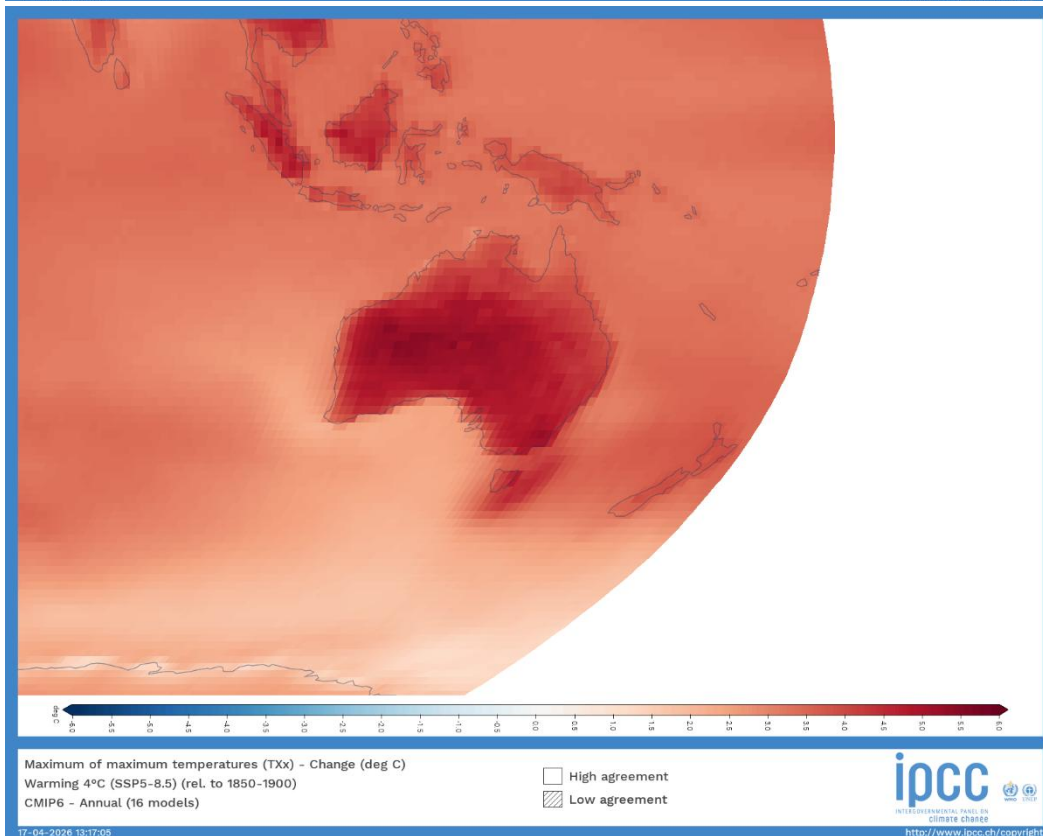 deg C
-6.0 -5.5 -5.0 -4.5 -4.0 -3.5 -3.0 -2.5 -2.0 -1.5 -1.0 -0.5 0.0 0.5 1.0 1.5 2.0 2.5 3.0 3.5 4.0 4.5 5.0 5.5 6.0
Maximum of maximum temperatures (TXx) - Change (deg C)
Warming 4°C (SSP5-8.5) (rel. to 1850-1900)
CMIP6 - Annual (16 models)
High agreement
Low agreement
ipcc
INTERGOVERNMENTAL PANEL ON
climate change
WMO UNEP
17-04-2026 13:17:05
http://www.ipcc.ch/copyright